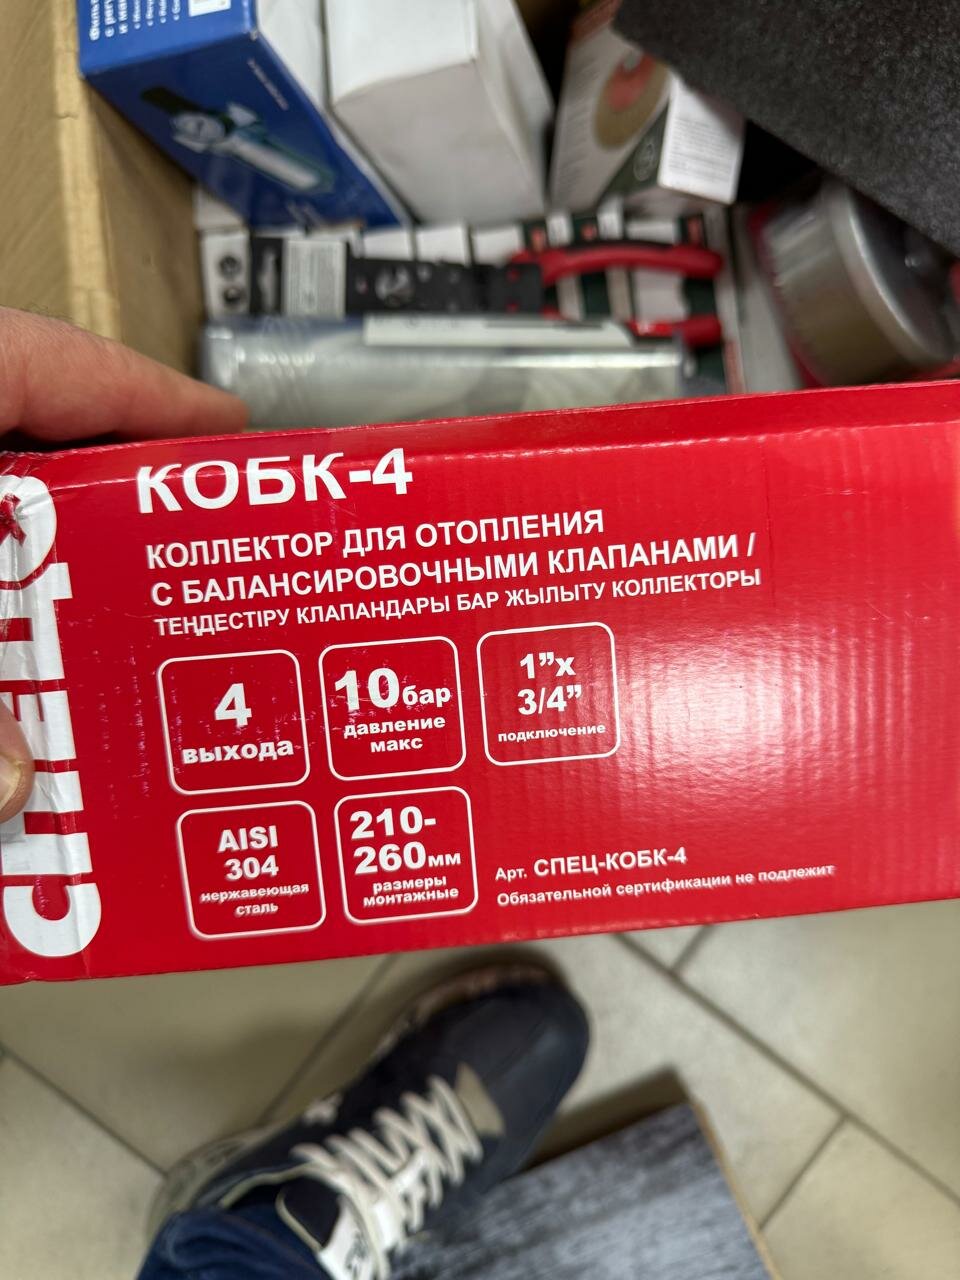 КОБК-4
КОЛЛЕКТОР ДЛЯ ОТОПЛЕНИЯ
С БАЛАНСИРОВОЧНЫМИ КЛАПАНАМИ /
ТЕҢДЕСТІРУ КЛАПАНДАРЫ БАР ЖЫЛЫТУ КОЛЛЕКТОРЫ
4
выхода
10бар
давление
макс
1”х
3/4”
подключение
AISI
304
нержавеющая
сталь
210-
260мм
размеры
монтажные
Арт. СПЕЦ-КОБК-4
Обязательной сертификации не подлежит
СПЕЦ